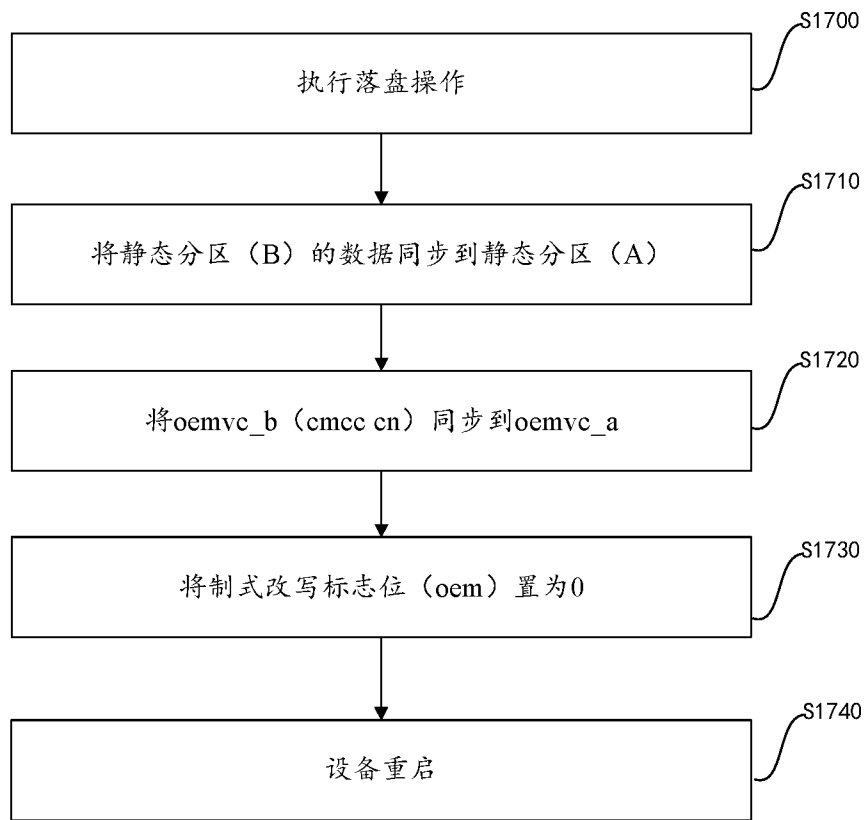 S1700
执行落盘操作
S1710
将静态分区（B）的数据同步到静态分区（A）
S1720
将oemvc_b（cmcc cn）同步到oemvc_a
S1730
将制式改写标志位（oem）置为0
S1740
设备重启